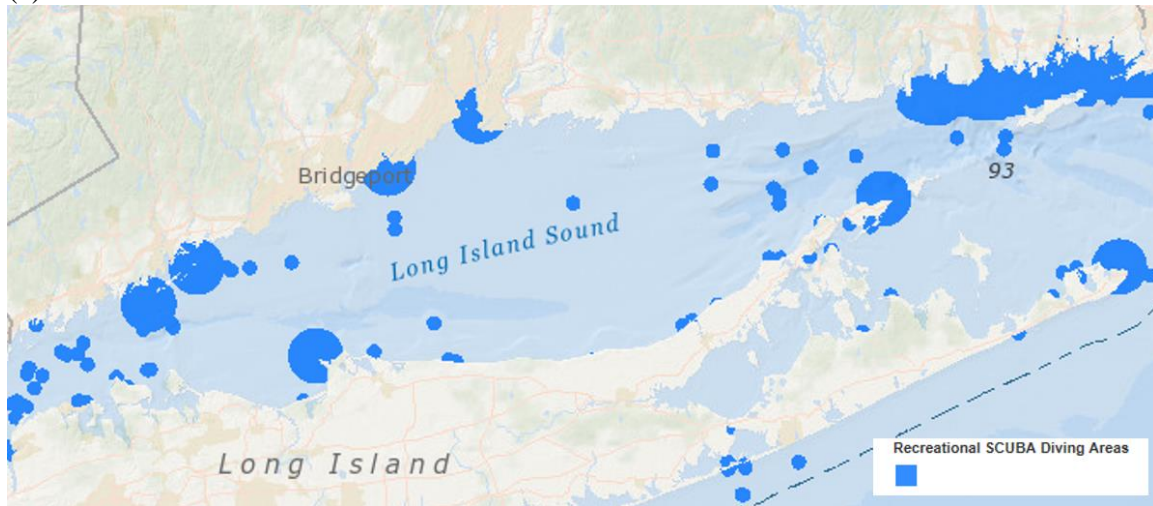 Bridgeport
93
Long Island Sound
Long Island
Recreational SCUBA Diving Areas